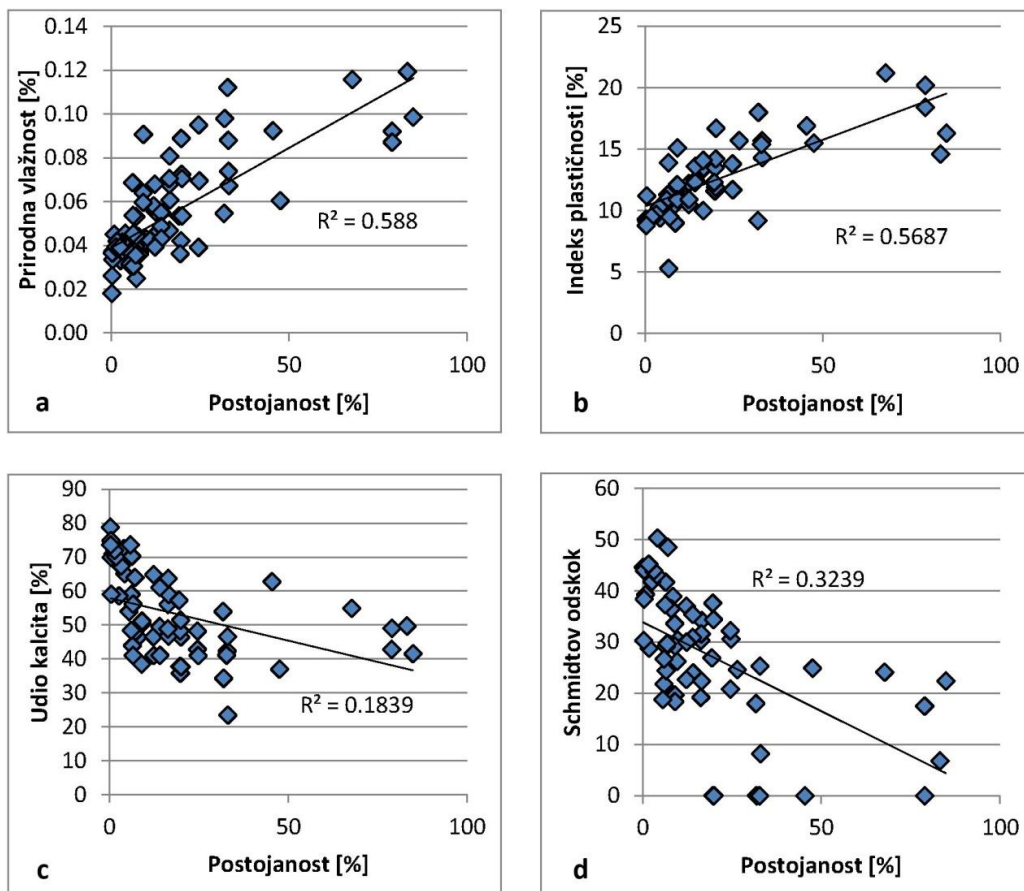 0.14
0.12
0.10
0.08
0.06
0.04
0.02
0.00
Prirodna vlažnost [%]
R² = 0.588
0 50 100
a Postojanost [%]
25
20
15
10
5
0
Indeks plastičnosti [%]
R² = 0.5687
0 50 100
b Postojanost [%]
90
80
70
60
50
40
30
20
10
0
Udio kalcita [%]
R² = 0.1839
0 50 100
c Postojanost [%]
60
50
40
30
20
10
0
Schmidtov odskok
R² = 0.3239
0 50 100
d Postojanost [%]